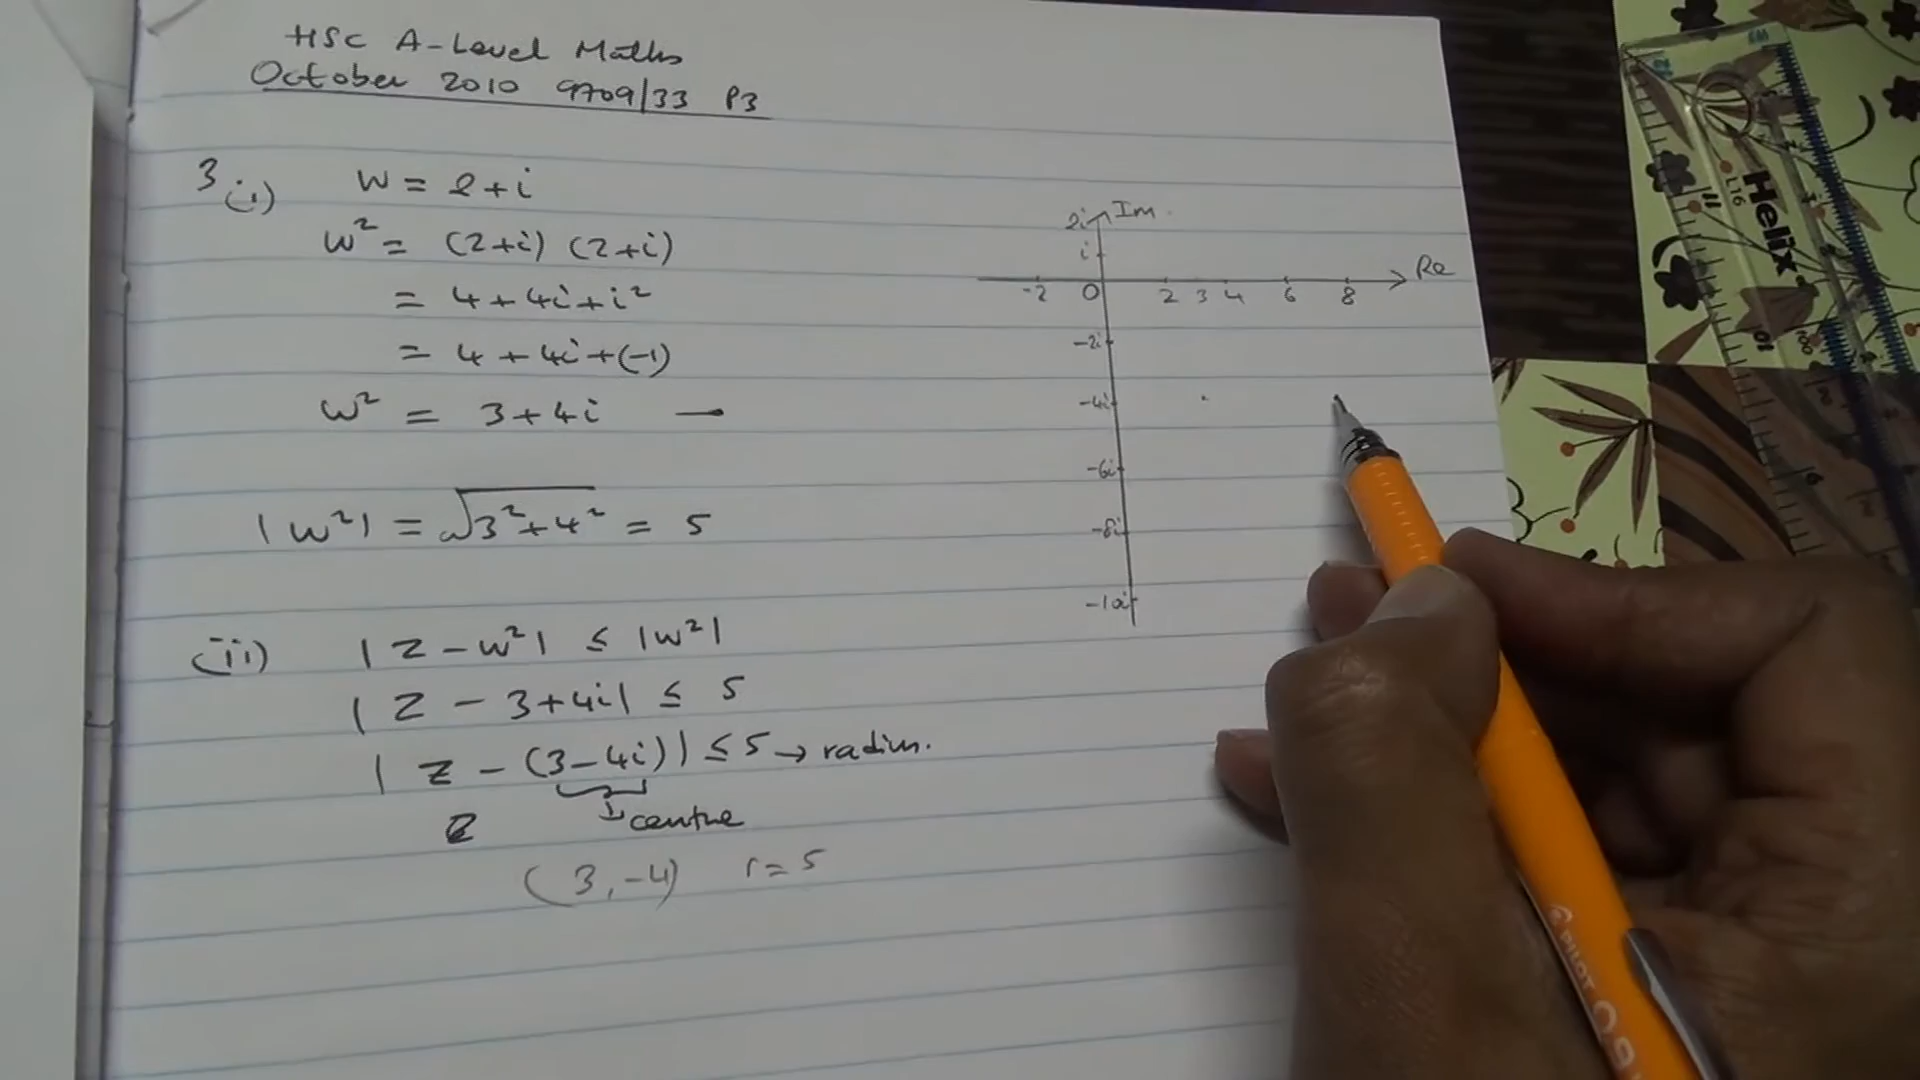 HSC A-Level Maths
October 2010 9709/33 P3
3(i) w = 2+i
w² = (2+i) (2+i)
= 4+4i+i²
= 4+4i+(-1)
w² = 3+4i
|w²| = √3²+4² = 5
(ii) |z-w²| ≤ |w²|
|z - 3+4i| ≤ 5
|z - (3-4i)| ≤ 5 → radius.
z ↳ centre
(3,-4) r=5
2i Im
i
Re
-2 O 2 3 4 6 8
-2i
-4i
-6i
-8i
-10i
Helix
PILOT